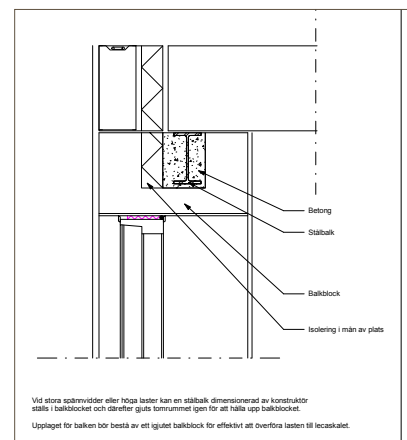 Betong
Stålbalk
Balkblock
Isolering i mån av plats
Vid stora spännvidder eller höga laster kan en stålbalk dimensionerad av konstruktör
ställs i balkblocket och därefter gjuts tomrummet igen för att hålla upp balkblocket.
Upplaget för balken bör bestå av ett igjutet balkblock för effektivt att överföra lasten till lecaskalet.